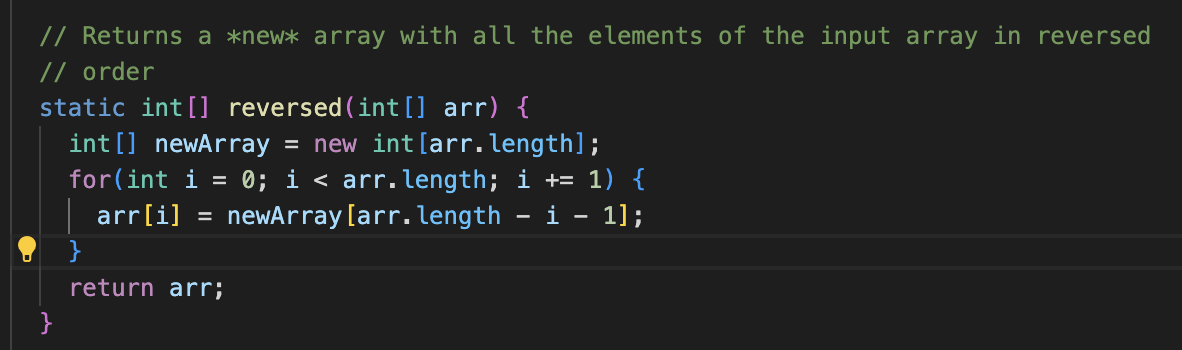 // Returns a *new* array with all the elements of the input array in reversed
// order
static int[] reversed(int[] arr) {
  int[] newArray = new int[arr.length];
  for(int i = 0; i < arr.length; i += 1) {
    arr[i] = newArray[arr.length - i - 1];
  }
  return arr;
}